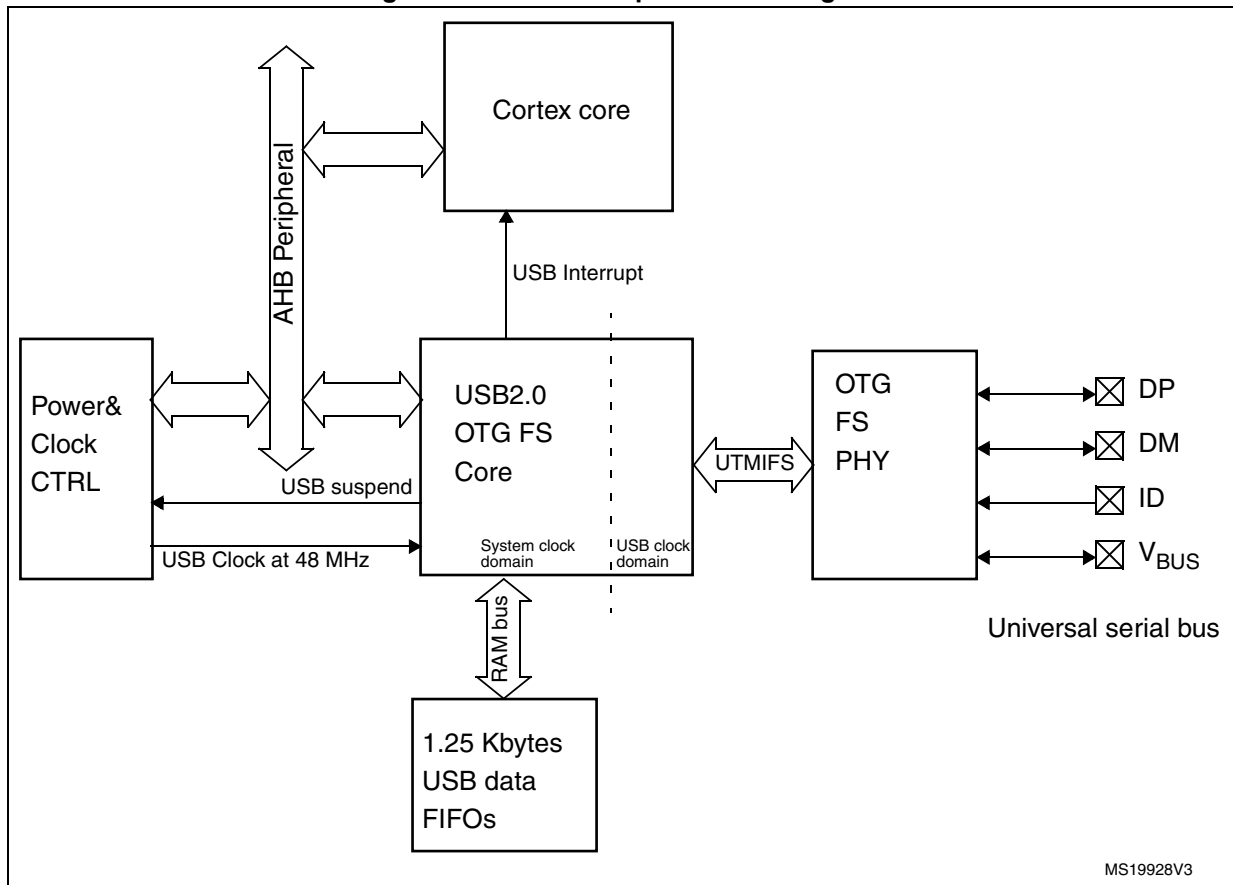 Cortex core
AHB Peripheral
USB Interrupt
Power&
Clock
CTRL
USB2.0
OTG FS
Core
OTG
FS
PHY
DP
DM
ID
VBUS
UTMIFS
USB suspend
USB Clock at 48 MHz
System clock
domain
USB clock
domain
Universal serial bus
RAM bus
1.25 Kbytes
USB data
FIFOs
MS19928V3